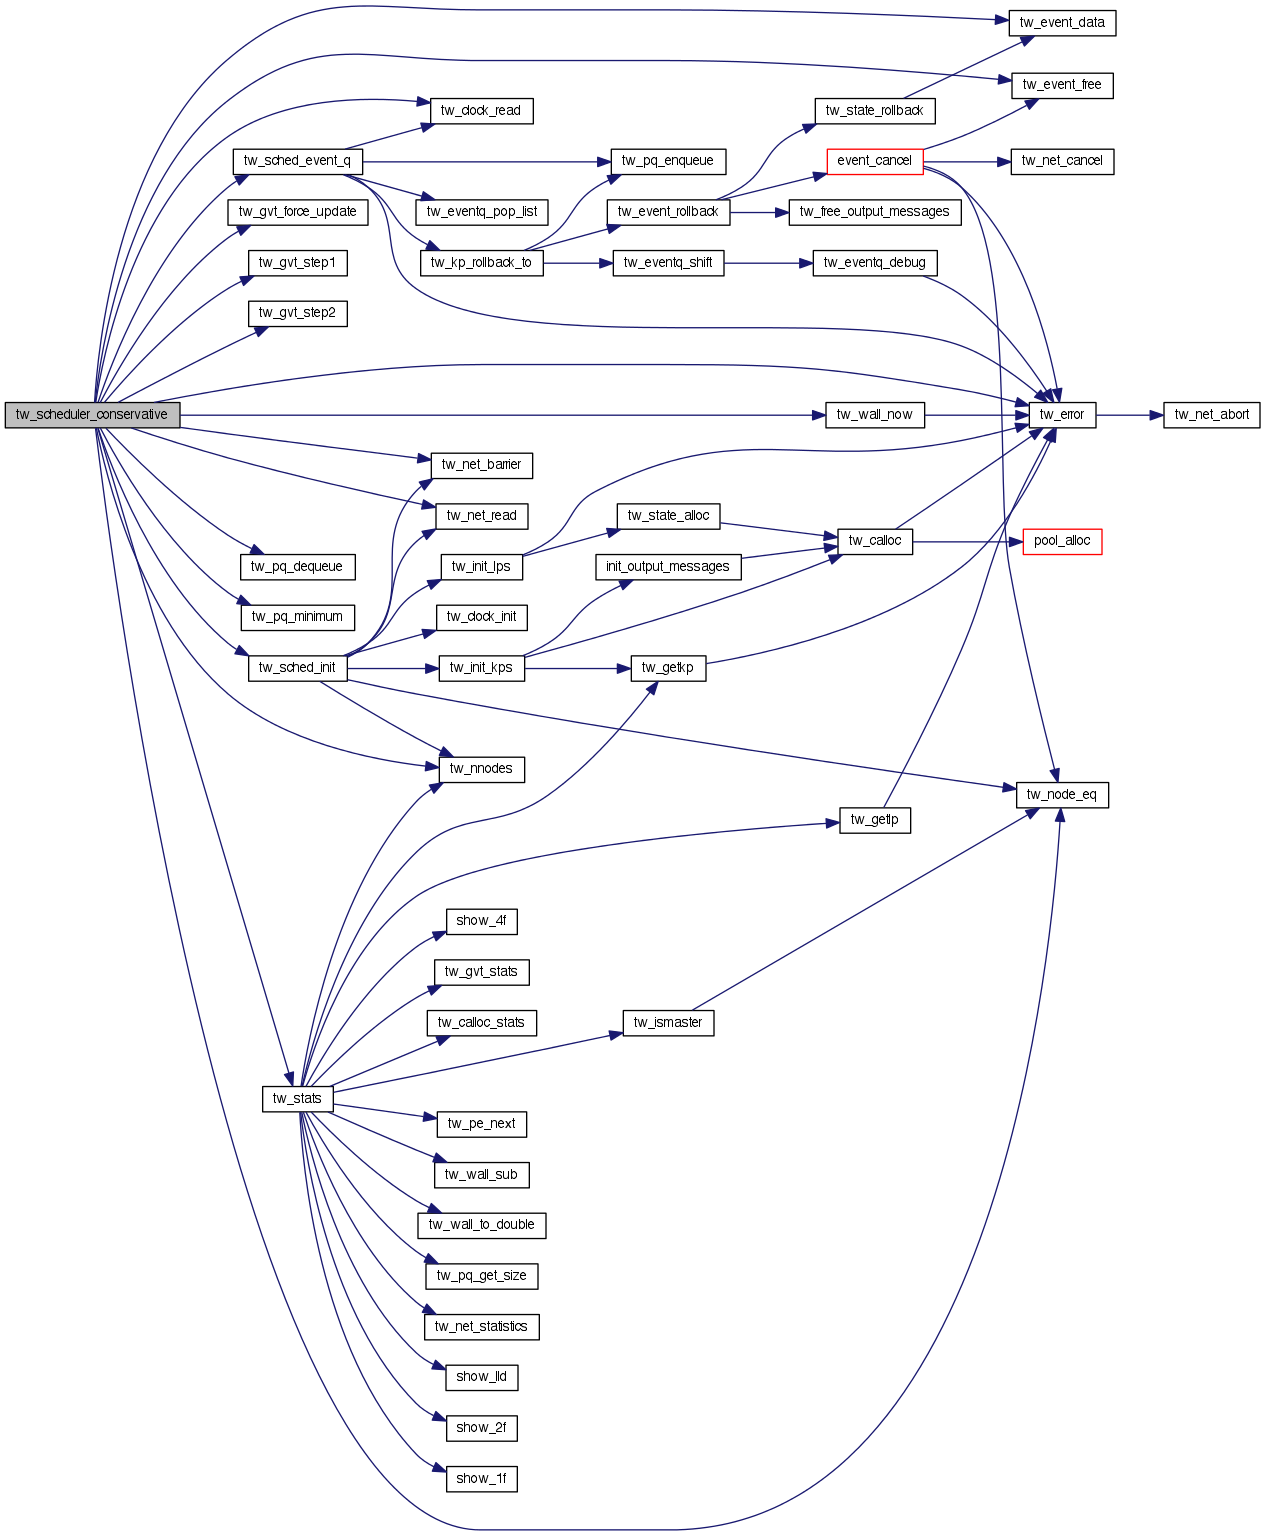 tw_event_data
tw_event_free
tw_state_rollback
tw_clock_read
tw_sched_event_q
tw_pq_enqueue
event_cancel
tw_net_cancel
tw_gvt_force_update
tw_eventq_pop_list
tw_event_rollback
tw_free_output_messages
tw_gvt_step1
tw_kp_rollback_to
tw_eventq_shift
tw_eventq_debug
tw_gvt_step2
tw_scheduler_conservative
tw_wall_now
tw_error
tw_net_abort
tw_net_barrier
tw_net_read
tw_state_alloc
tw_calloc
pool_alloc
tw_pq_dequeue
tw_init_lps
init_output_messages
tw_pq_minimum
tw_clock_init
tw_sched_init
tw_init_kps
tw_getkp
tw_nnodes
tw_node_eq
tw_getlp
show_4f
tw_gvt_stats
tw_calloc_stats
tw_ismaster
tw_stats
tw_pe_next
tw_wall_sub
tw_wall_to_double
tw_pq_get_size
tw_net_statistics
show_lld
show_2f
show_1f